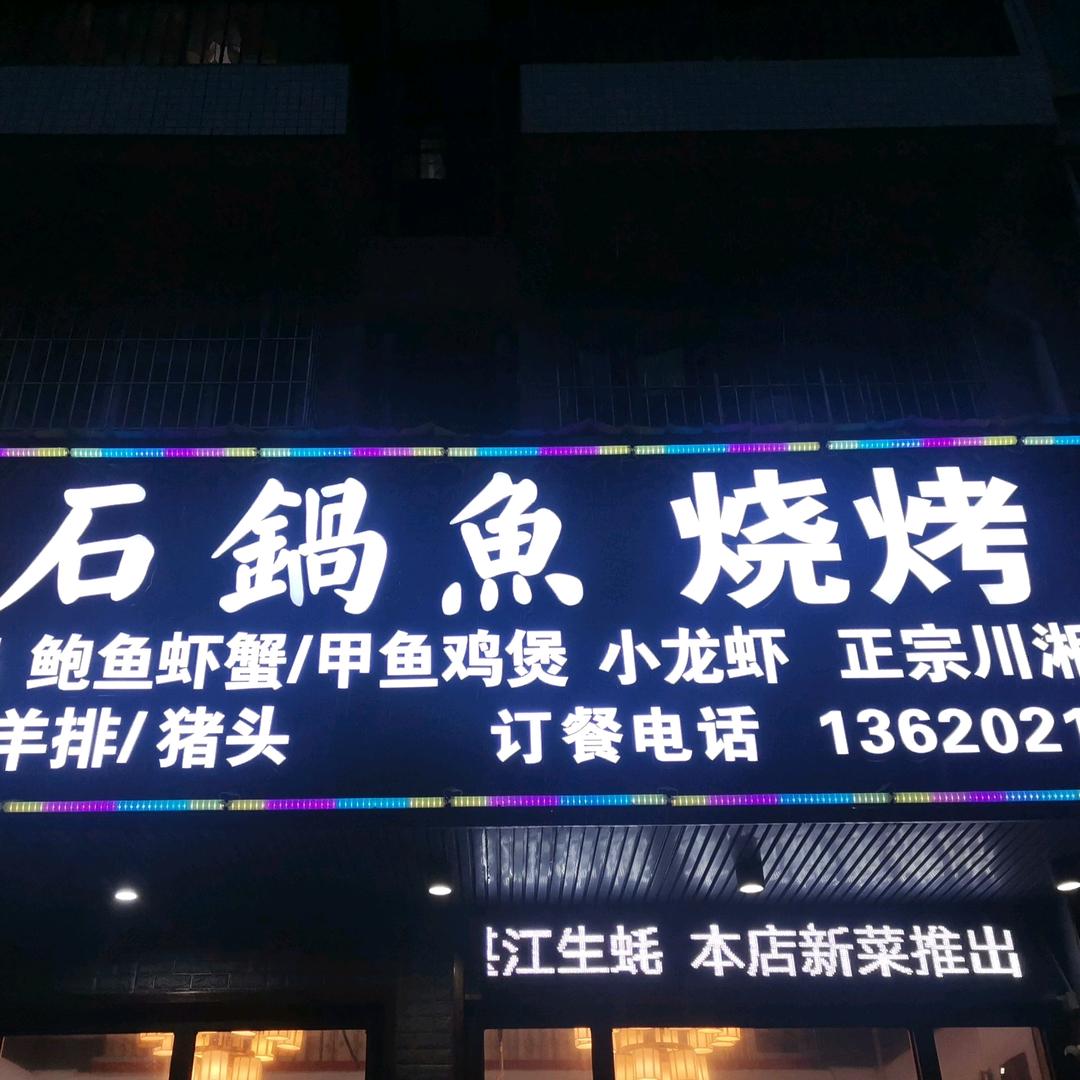 石鍋魚 烧烤
鲍鱼虾蟹/甲鱼鸡煲 小龙虾 正宗川湘
羊排/猪头 订餐电话 1362021
江生蚝 本店新菜推出